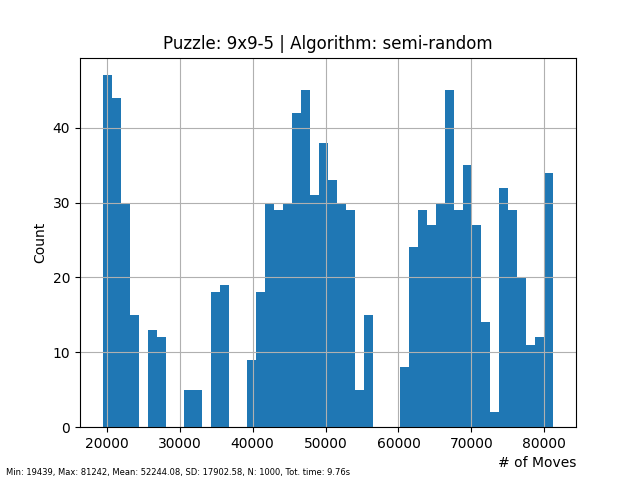 Puzzle: 9x9-5 | Algorithm: semi-random
40
30
20
10
0
Count
20000 30000 40000 50000 60000 70000 80000
# of Moves
Min: 19439, Max: 81242, Mean: 52244.08, SD: 17902.58, N: 1000, Tot. time: 9.76s